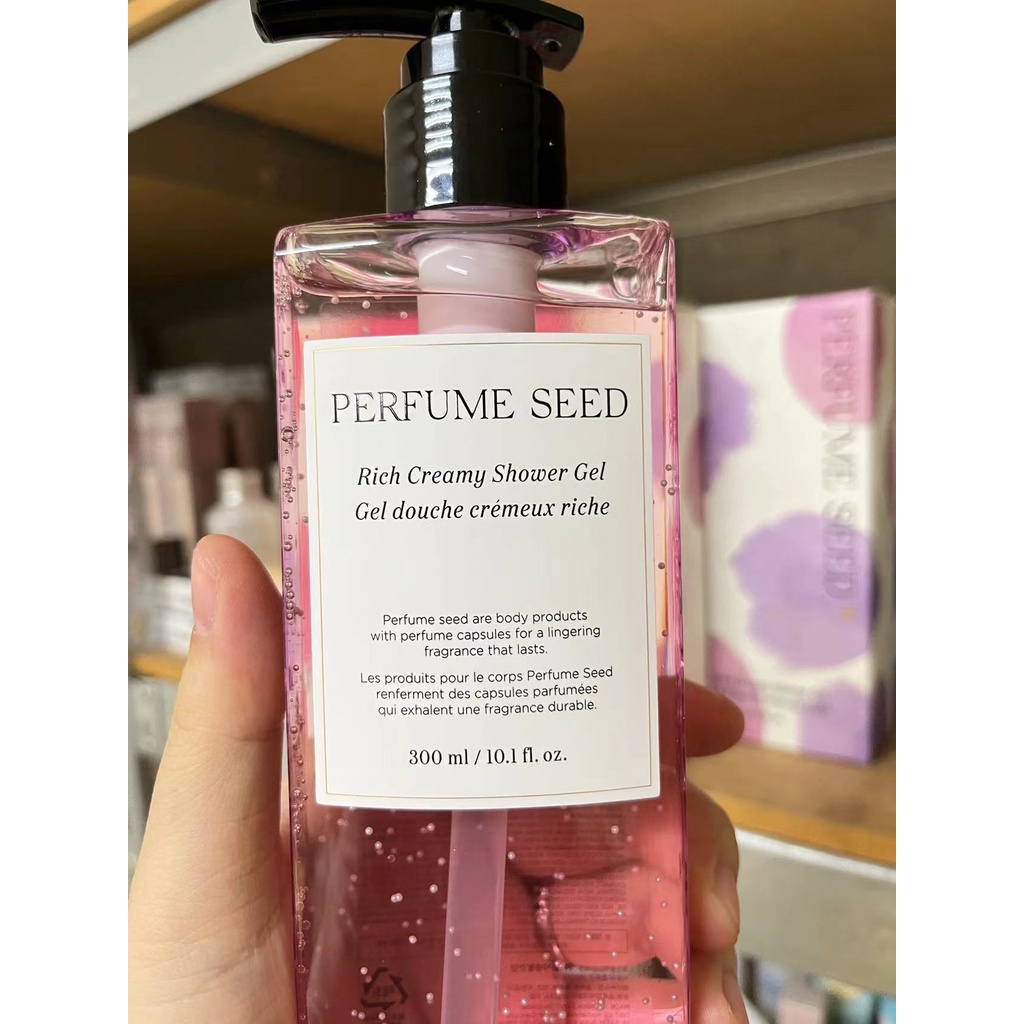 PERFUME SEED
Rich Creamy Shower Gel
Gel douche crémeux riche
Perfume seed are body products
with perfume capsules for a lingering
fragrance that lasts.
Les produits pour le corps Perfume Seed
renferment des capsules parfumées
qui exhalent une fragrance durable.
300 ml / 10.1 fl. oz.
PERFUME SEED